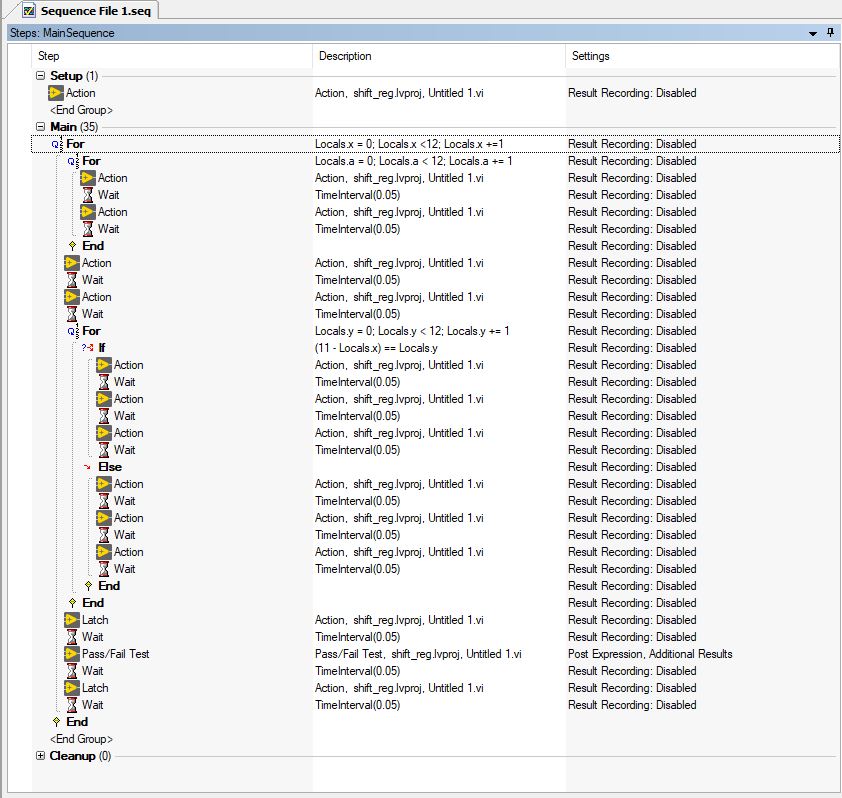 Sequence File 1.seq
Steps: MainSequence
Step Description Settings
Setup (1)
Action Action, shift_reg.lvproj, Untitled 1.vi Result Recording: Disabled
<End Group>
Main (35)
For Locals.x = 0; Locals.x <12; Locals.x +=1 Result Recording: Disabled
For Locals.a = 0; Locals.a < 12; Locals.a += 1 Result Recording: Disabled
Action Action, shift_reg.lvproj, Untitled 1.vi Result Recording: Disabled
Wait TimeInterval(0.05) Result Recording: Disabled
Action Action, shift_reg.lvproj, Untitled 1.vi Result Recording: Disabled
Wait TimeInterval(0.05) Result Recording: Disabled
End Result Recording: Disabled
Action Action, shift_reg.lvproj, Untitled 1.vi Result Recording: Disabled
Wait TimeInterval(0.05) Result Recording: Disabled
Action Action, shift_reg.lvproj, Untitled 1.vi Result Recording: Disabled
Wait TimeInterval(0.05) Result Recording: Disabled
For Locals.y = 0; Locals.y < 12; Locals.y += 1 Result Recording: Disabled
If (11 - Locals.x) == Locals.y Result Recording: Disabled
Action Action, shift_reg.lvproj, Untitled 1.vi Result Recording: Disabled
Wait TimeInterval(0.05) Result Recording: Disabled
Action Action, shift_reg.lvproj, Untitled 1.vi Result Recording: Disabled
Wait TimeInterval(0.05) Result Recording: Disabled
Action Action, shift_reg.lvproj, Untitled 1.vi Result Recording: Disabled
Wait TimeInterval(0.05) Result Recording: Disabled
Else Result Recording: Disabled
Action Action, shift_reg.lvproj, Untitled 1.vi Result Recording: Disabled
Wait TimeInterval(0.05) Result Recording: Disabled
Action Action, shift_reg.lvproj, Untitled 1.vi Result Recording: Disabled
Wait TimeInterval(0.05) Result Recording: Disabled
Action Action, shift_reg.lvproj, Untitled 1.vi Result Recording: Disabled
Wait TimeInterval(0.05) Result Recording: Disabled
End Result Recording: Disabled
End Result Recording: Disabled
Latch Action, shift_reg.lvproj, Untitled 1.vi Result Recording: Disabled
Wait TimeInterval(0.05) Result Recording: Disabled
Pass/Fail Test Pass/Fail Test, shift_reg.lvproj, Untitled 1.vi Post Expression, Additional Results
Wait TimeInterval(0.05) Result Recording: Disabled
Latch Action, shift_reg.lvproj, Untitled 1.vi Result Recording: Disabled
Wait TimeInterval(0.05) Result Recording: Disabled
End Result Recording: Disabled
<End Group>
Cleanup (0)